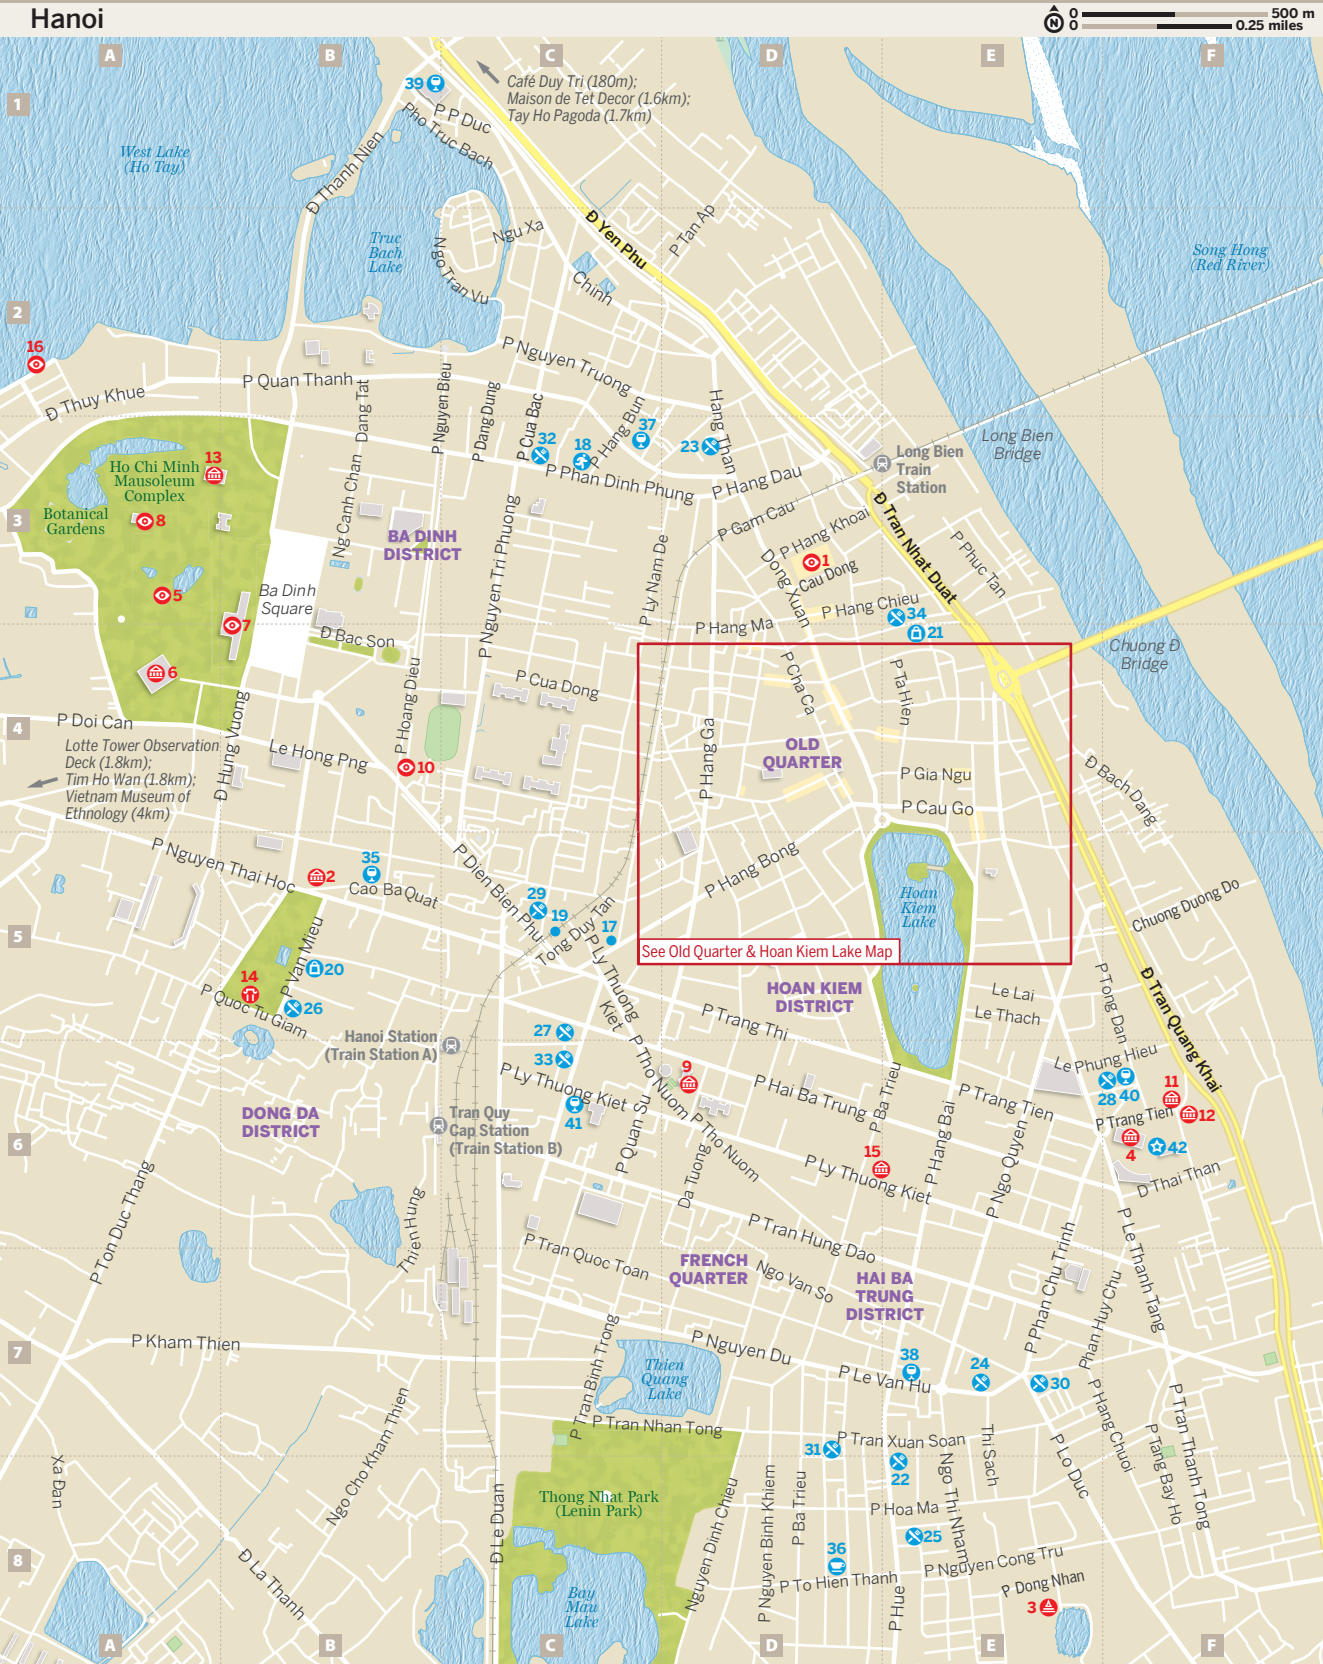 Hanoi
0
500 m
0
0.25 miles
A
B
C
D
E
F
1
39
Café Duy Tri (180m);
Maison de Tet Decor (1.6km);
Tay Ho Pagoda (1.7km)
P P Duc
Pho Truc Bach
West Lake
(Ho Tay)
Đ Thanh Nien
Ngu Xa
Đ Yen Phu
P Tan Ap
Truc
Bach
Lake
Ngo Tran Vu
Chinh
Song Hong
(Red River)
2
16
P Nguyen Truong
P Quan Thanh
Đ Thuy Khue
Dang Tat
P Nguyen Bieu
P Dang Dung
P Cua Bac
P Hang Bun
Hang Than
32
18
37
23
Long Bien
Bridge
Long Bien
Train
Station
13
Ho Chi Minh
Mausoleum
Complex
P Phan Dinh Phung
P Hang Dau
3
Botanical
Gardens
8
Ng Canh Chan
BA DINH
DISTRICT
P Nguyen Tri Phuong
P Gam Cau
P Hang Khoai
Đ Tran Nhat Duat
P Phuc Tan
P Ly Nam De
D
Dong Xuan
1
Cau Dong
5
Ba Dinh
Square
P Hang Chieu
34
7
Đ Bac Son
P Hang Ma
21
Chuong Đ
Bridge
6
P Cua Dong
P Cha Ca
P Ta Hien
P Hoang Dieu
4
P Doi Can
Lotte Tower Observation
Deck (1.8km);
Tim Ho Wan (1.8km);
Vietnam Museum of
Ethnology (4km)
Đ Hung Vuong
Le Hong Png
10
P Hang Ga
OLD
QUARTER
P Gia Ngu
P Cau Go
Đ Bach Dang
P Nguyen Thai Hoc
2
35
Cao Ba Quat
P Dien Bien Phu
P Hang Bong
Hoan
Kiem
Lake
Chuong Duong Do
29
19
17
Tong Duy Tan
5
P Van Mieu
See Old Quarter & Hoan Kiem Lake Map
14
20
26
P Quoc Tu Giam
P Ly Thuong
Kiet
HOAN KIEM
DISTRICT
Le Lai
Le Thach
P Tong Dan
Đ Tran Quang Khai
P Trang Thi
Hanoi Station
(Train Station A)
27
33
P Ly Thuong Kiet
P Tho Nuom
9
P Hai Ba Trung
P Ba Trieu
Le Phung Hieu
28
40
11
12
P Trang Tien
P Trang Tien
DONG DA
DISTRICT
Tran Quy
Cap Station
(Train Station B)
41
P Quan Su
P Tho Nuom
P Hang Bai
6
4
42
15
P Ly Thuong Kiet
P Ngo Quyen
Đ Thai Than
Da Tuong
P Ton Duc Thang
Thien Hung
P Tran Hung Dao
P Le Thanh Tang
P Tran Quoc Toan
FRENCH
QUARTER
Ngo Van So
HAI BA
TRUNG
DISTRICT
P Phan Chu Trinh
Phan Huy Chu
P Kham Thien
7
P Tran Binh Trong
P Nguyen Du
Thien
Quang
Lake
38
P Le Van Hu
24
30
P Tran Nhan Tong
31
P Tran Xuan Soan
22
Thi Sach
P Lo Duc
P Hang Chuoi
P Tang Bay Ho
P Tran Thanh Tong
Xa Dan
Ngo Cho Kham Thien
Đ Le Duan
Thong Nhat Park
(Lenin Park)
Nguyen Dinh Chieu
P Nguyen Binh Khiem
P Ba Trieu
P Hoa Ma
Ngo Thi Nham
25
8
Đ La Thanh
36
P To Hien Thanh
P Hue
P Nguyen Cong Tru
P Dong Nhan
3
Bay
Mau
Lake
A
B
C
D
E
F